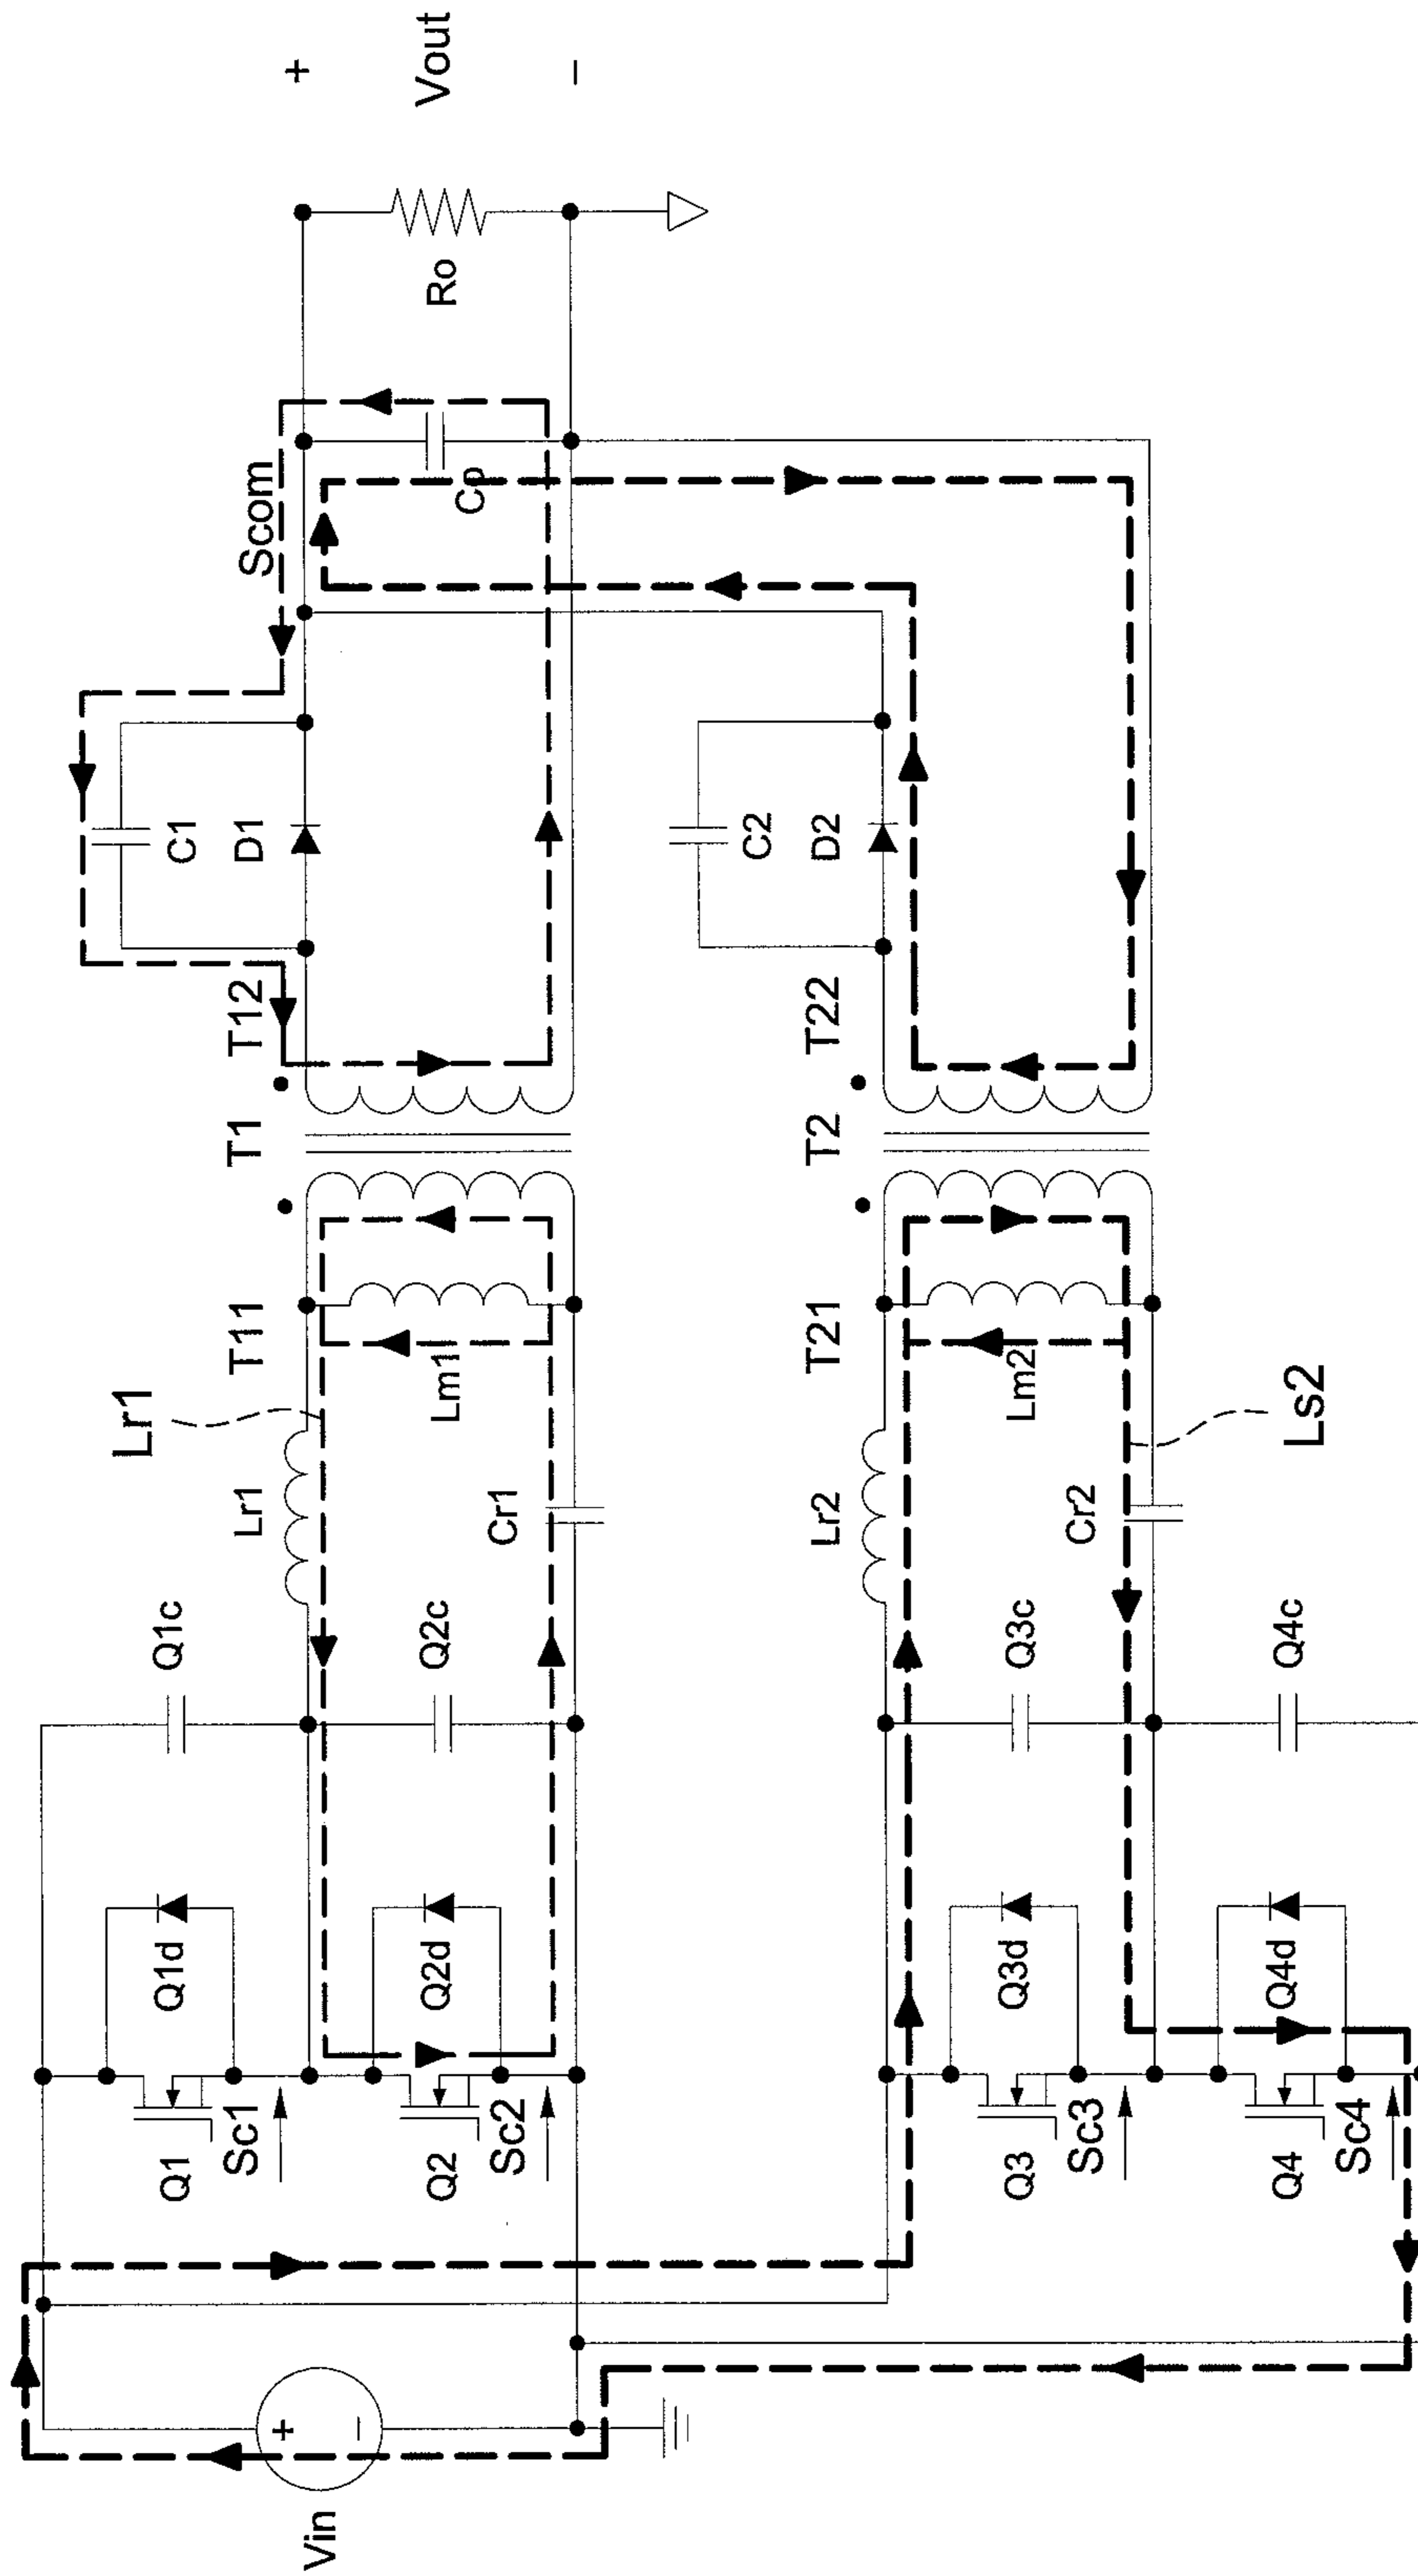 Vin
+
−
Q1
Sc1
Q1d
Q1c
Q2
Sc2
Q2d
Q2c
Lr1
Lr1
Cr1
Lm1
T11
T1
T12
C1
D1
Scom
Cp
Ro
+
Vout
−
Q3
Sc3
Q3d
Q3c
Q4
Sc4
Q4d
Q4c
Lr2
Cr2
Ls2
Lm2
T21
T2
T22
C2
D2